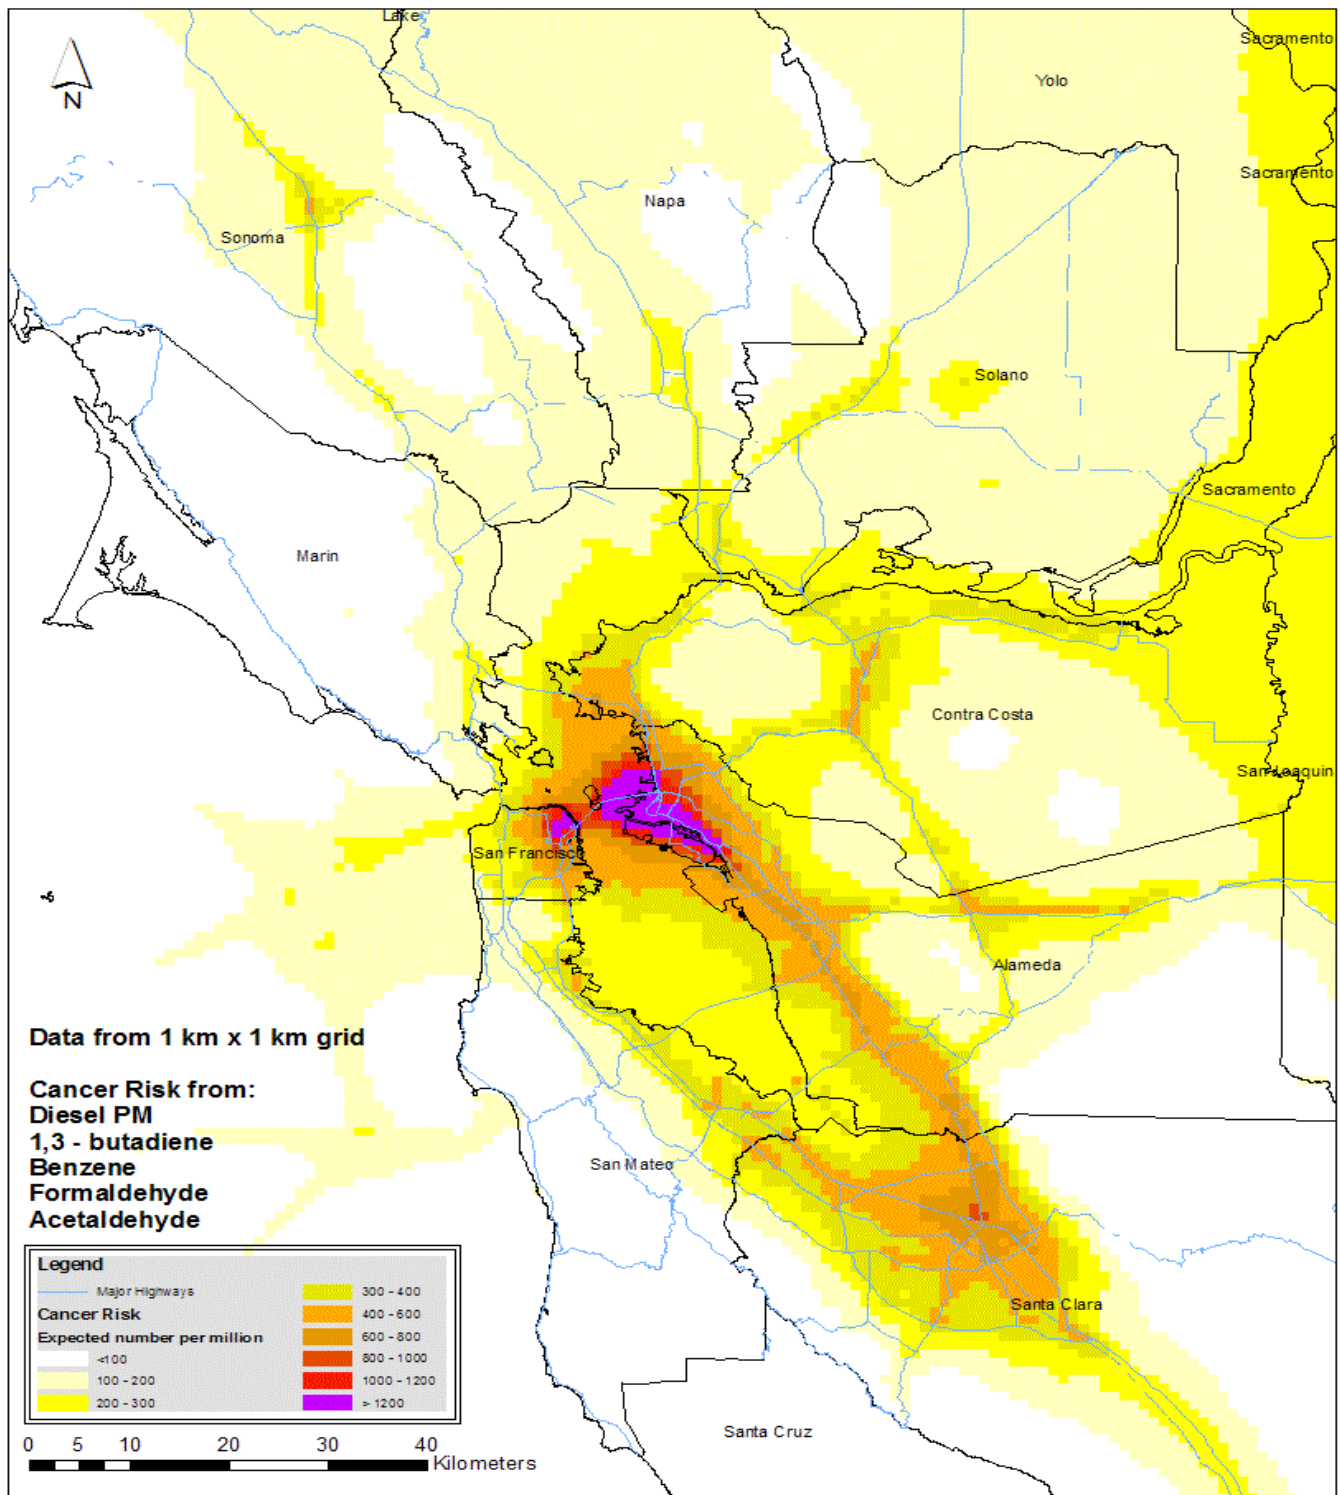 Lake
Sacramento
Yolo
N
Sacramento
Napa
Sonoma
Solano
Sacramento
Marin
Contra Costa
San Joaquin
San Francisco
Alameda
Data from 1 km x 1 km grid
Cancer Risk from:
Diesel PM
1,3 - butadiene
Benzene
Formaldehyde
Acetaldehyde
San Mateo
Santa Clara
Santa Cruz
Legend
Major Highways
Cancer Risk
Expected number per million
<100
100 - 200
200 - 300
300 - 400
400 - 600
600 - 800
800 - 1000
1000 - 1200
> 1200
0 5 10 20 30 40
Kilometers